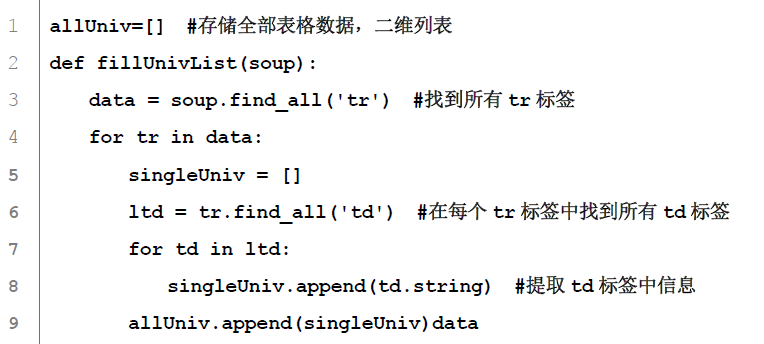 1 allUniv=[] #存储全部表格数据，二维列表
2 def fillUnivList(soup):
3 data = soup.find_all('tr') #找到所有 tr 标签
4 for tr in data:
5 singleUniv = []
6 ltd = tr.find_all('td') #在每个 tr 标签中找到所有 td 标签
7 for td in ltd:
8 singleUniv.append(td.string) #提取 td 标签中信息
9 allUniv.append(singleUniv)data